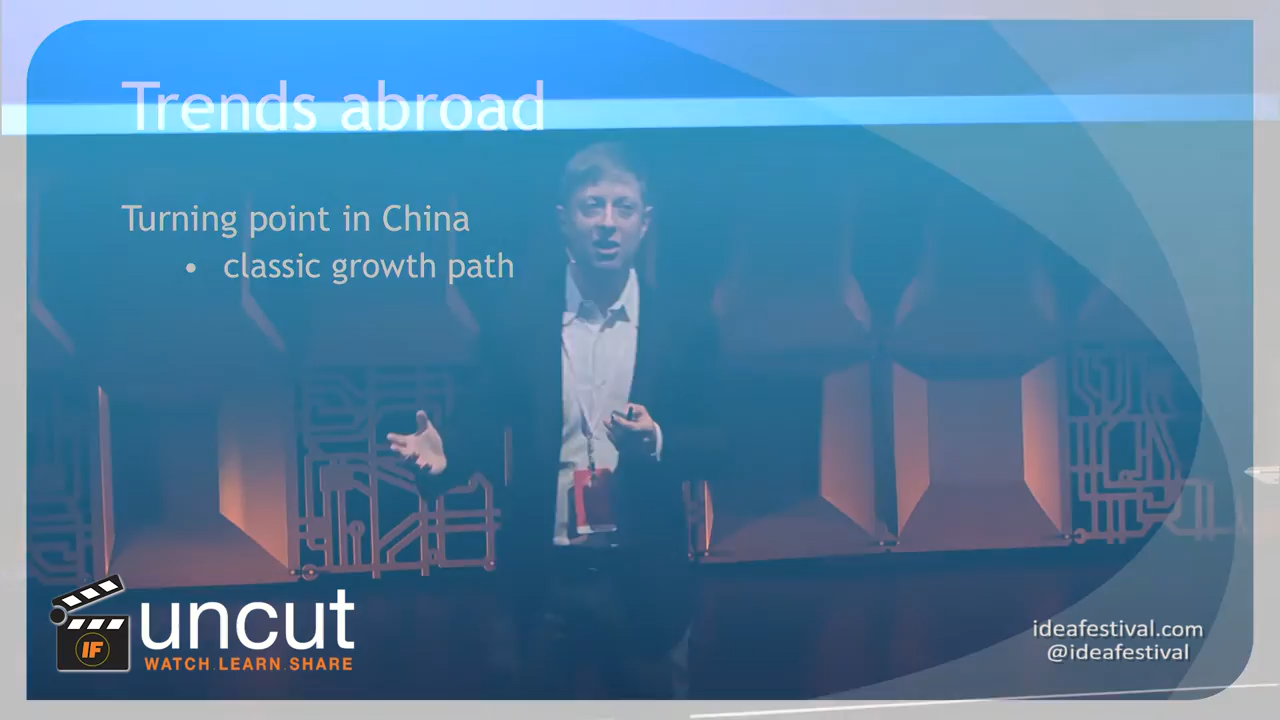 Trends abroad
Turning point in China
• classic growth path
IF
uncut
WATCH.LEARN.SHARE
ideafestival.com
@ideafestival